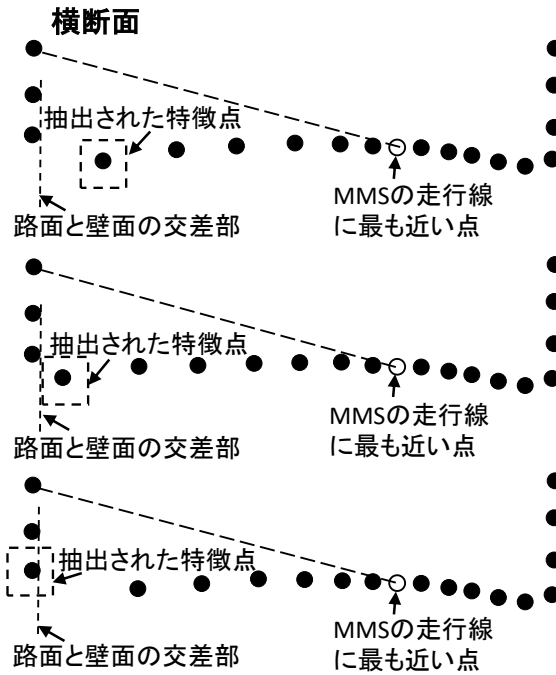 横断面
抽出された特徴点
MMSの走行線
に最も近い点
路面と壁面の交差部
抽出された特徴点
MMSの走行線
に最も近い点
路面と壁面の交差部
抽出された特徴点
MMSの走行線
に最も近い点
路面と壁面の交差部